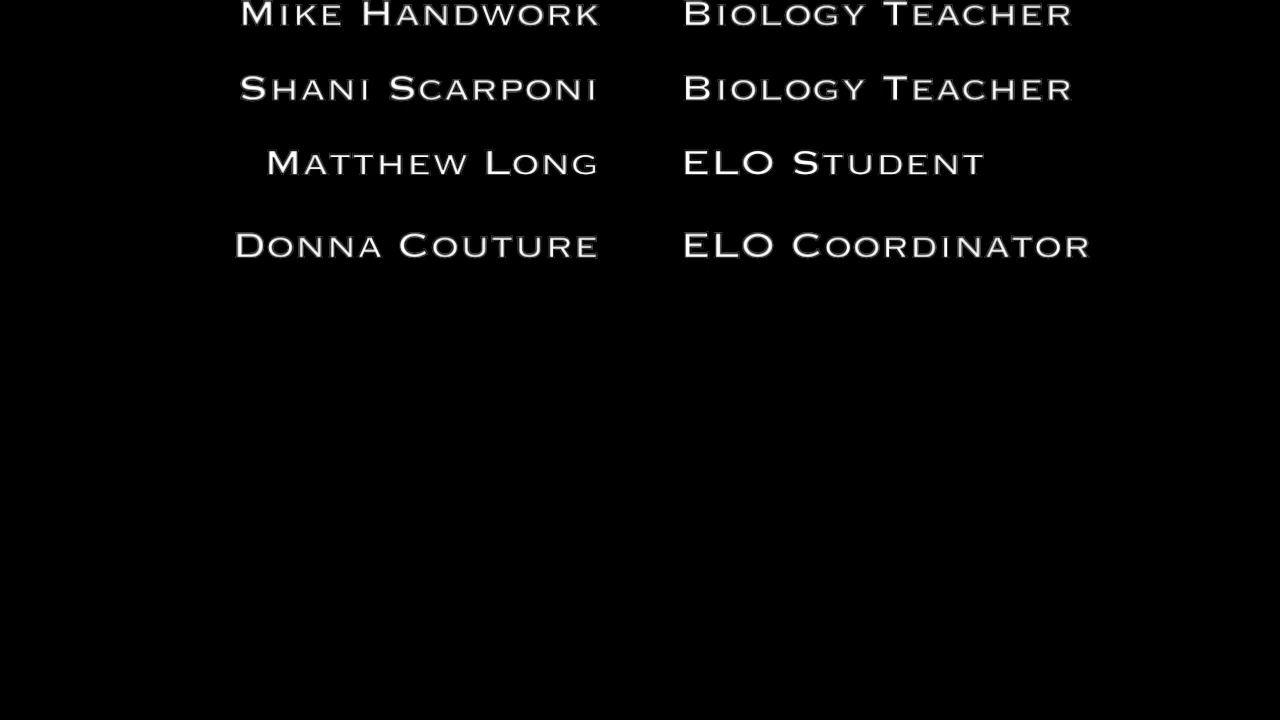 Mike Handwork Biology Teacher
Shani Scarponi Biology Teacher
Matthew Long ELO Student
Donna Couture ELO Coordinator